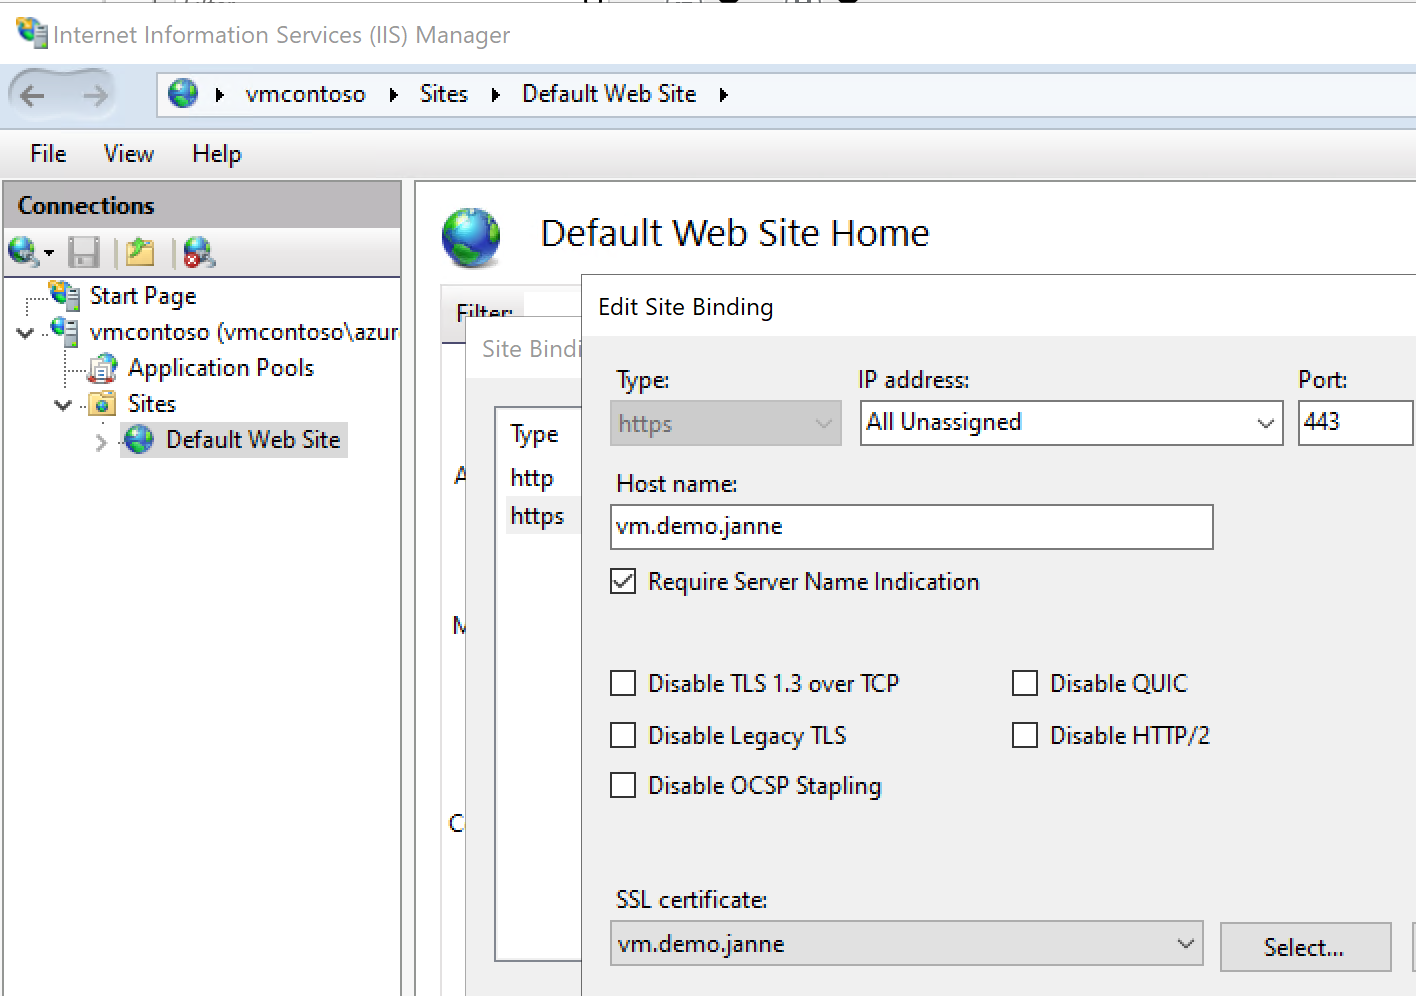 Internet Information Services (IIS) Manager
vmcontoso Sites Default Web Site
File View Help
Connections
Start Page
vmcontoso (vmcontoso\azur
Application Pools
Sites
Default Web Site
Default Web Site Home
Filter:
Site Bindi
Type
http
https
Edit Site Binding
Type: IP address: Port:
https All Unassigned 443
Host name:
vm.demo.janne
Require Server Name Indication
Disable TLS 1.3 over TCP Disable QUIC
Disable Legacy TLS Disable HTTP/2
Disable OCSP Stapling
SSL certificate:
vm.demo.janne Select...